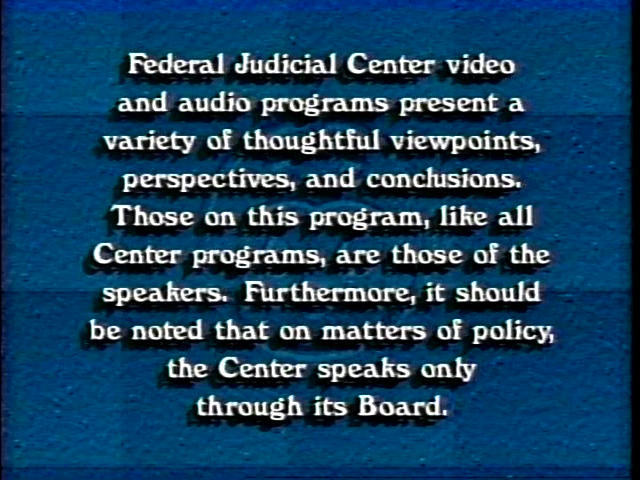 Federal Judicial Center video
and audio programs present a
variety of thoughtful viewpoints,
perspectives, and conclusions.
Those on this program, like all
Center programs, are those of the
speakers. Furthermore, it should
be noted that on matters of policy,
the Center speaks only
through its Board.